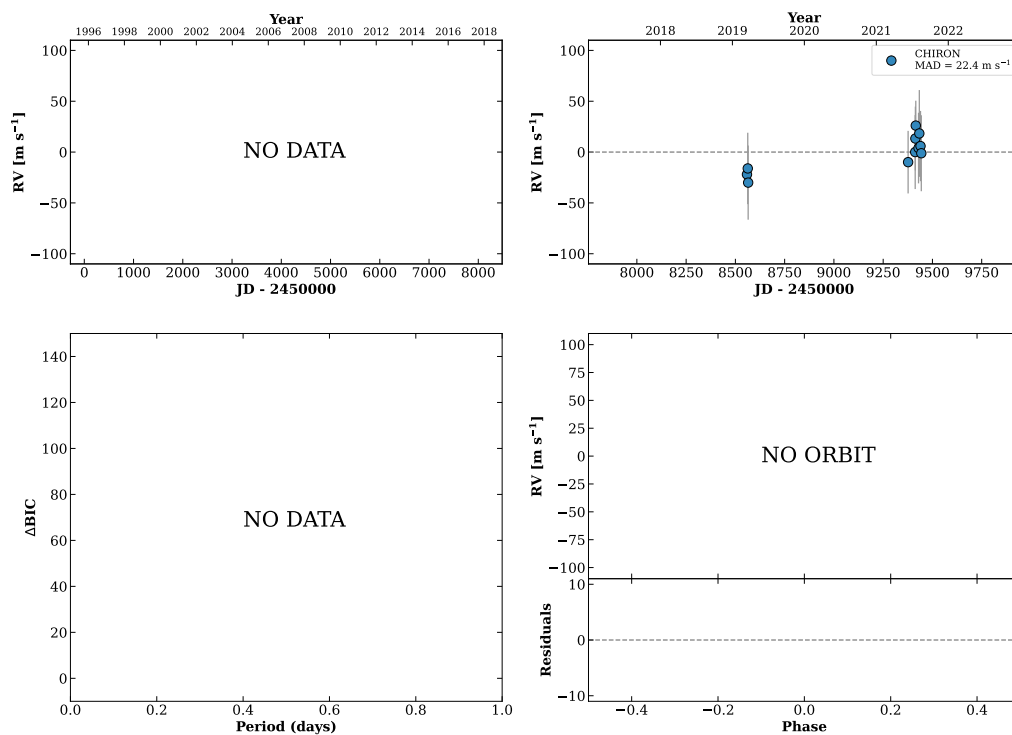 Year
1996 1998 2000 2002 2004 2006 2008 2010 2012 2014 2016 2018
100
50
0
−50
−100
RV [m s⁻¹]
NO DATA
0 1000 2000 3000 4000 5000 6000 7000 8000
JD - 2450000
Year
2018 2019 2020 2021 2022
CHIRON
MAD = 22.4 m s⁻¹
100
50
0
−50
−100
RV [m s⁻¹]
8000 8250 8500 8750 9000 9250 9500 9750
JD - 2450000
140
120
100
80
60
40
20
0
ΔBIC
NO DATA
0.0 0.2 0.4 0.6 0.8 1.0
Period (days)
100
75
50
25
0
−25
−50
−75
−100
RV [m s⁻¹]
NO ORBIT
10
0
−10
Residuals
−0.4 −0.2 0.0 0.2 0.4
Phase